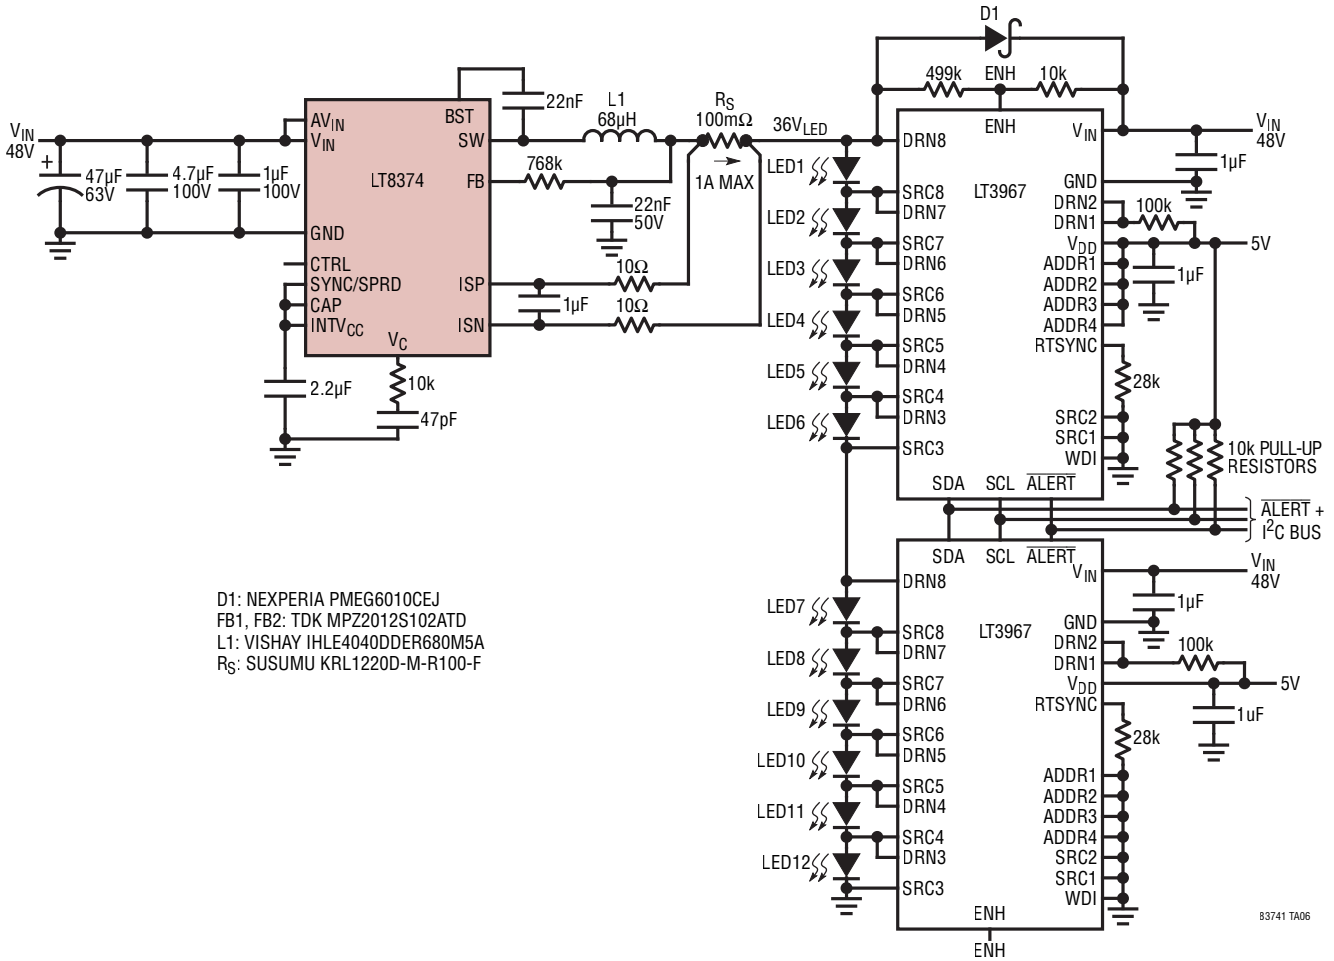 D1
499k
ENH
10k
ENH
VIN
48V
47µF
63V
+
4.7µF
100V
1µF
100V
AVIN
VIN
GND
CTRL
SYNC/SPRD
CAP
INTVCC
LT8374
BST
SW
FB
ISP
ISN
VC
22nF
L1
68µH
768k
22nF
50V
RS
100mΩ
1A MAX
36VLED
10Ω
1µF
10Ω
2.2µF
10k
47pF
LED1
LED2
LED3
LED4
LED5
LED6
DRN8
SRC8
DRN7
SRC7
DRN6
SRC6
DRN5
SRC5
DRN4
SRC4
DRN3
SRC3
LT3967
VIN
GND
DRN2
DRN1
VDD
ADDR1
ADDR2
ADDR3
ADDR4
RTSYNC
SRC2
SRC1
WDI
VIN
48V
1µF
100k
5V
1µF
28k
10k PULL-UP
RESISTORS
SDA SCL ALERT
ALERT +
I2C BUS
SDA SCL ALERT
LED7
LED8
LED9
LED10
LED11
LED12
DRN8
SRC8
DRN7
SRC7
DRN6
SRC6
DRN5
SRC5
DRN4
SRC4
DRN3
SRC3
LT3967
VIN
GND
DRN2
DRN1
VDD
RTSYNC
ADDR1
ADDR2
ADDR3
ADDR4
SRC2
SRC1
WDI
VIN
48V
1µF
100k
5V
1uF
28k
ENH
ENH
D1: NEXPERIA PMEG6010CEJ
FB1, FB2: TDK MPZ2012S102ATD
L1: VISHAY IHLE4040DDER680M5A
RS: SUSUMU KRL1220D-M-R100-F
83741 TA06